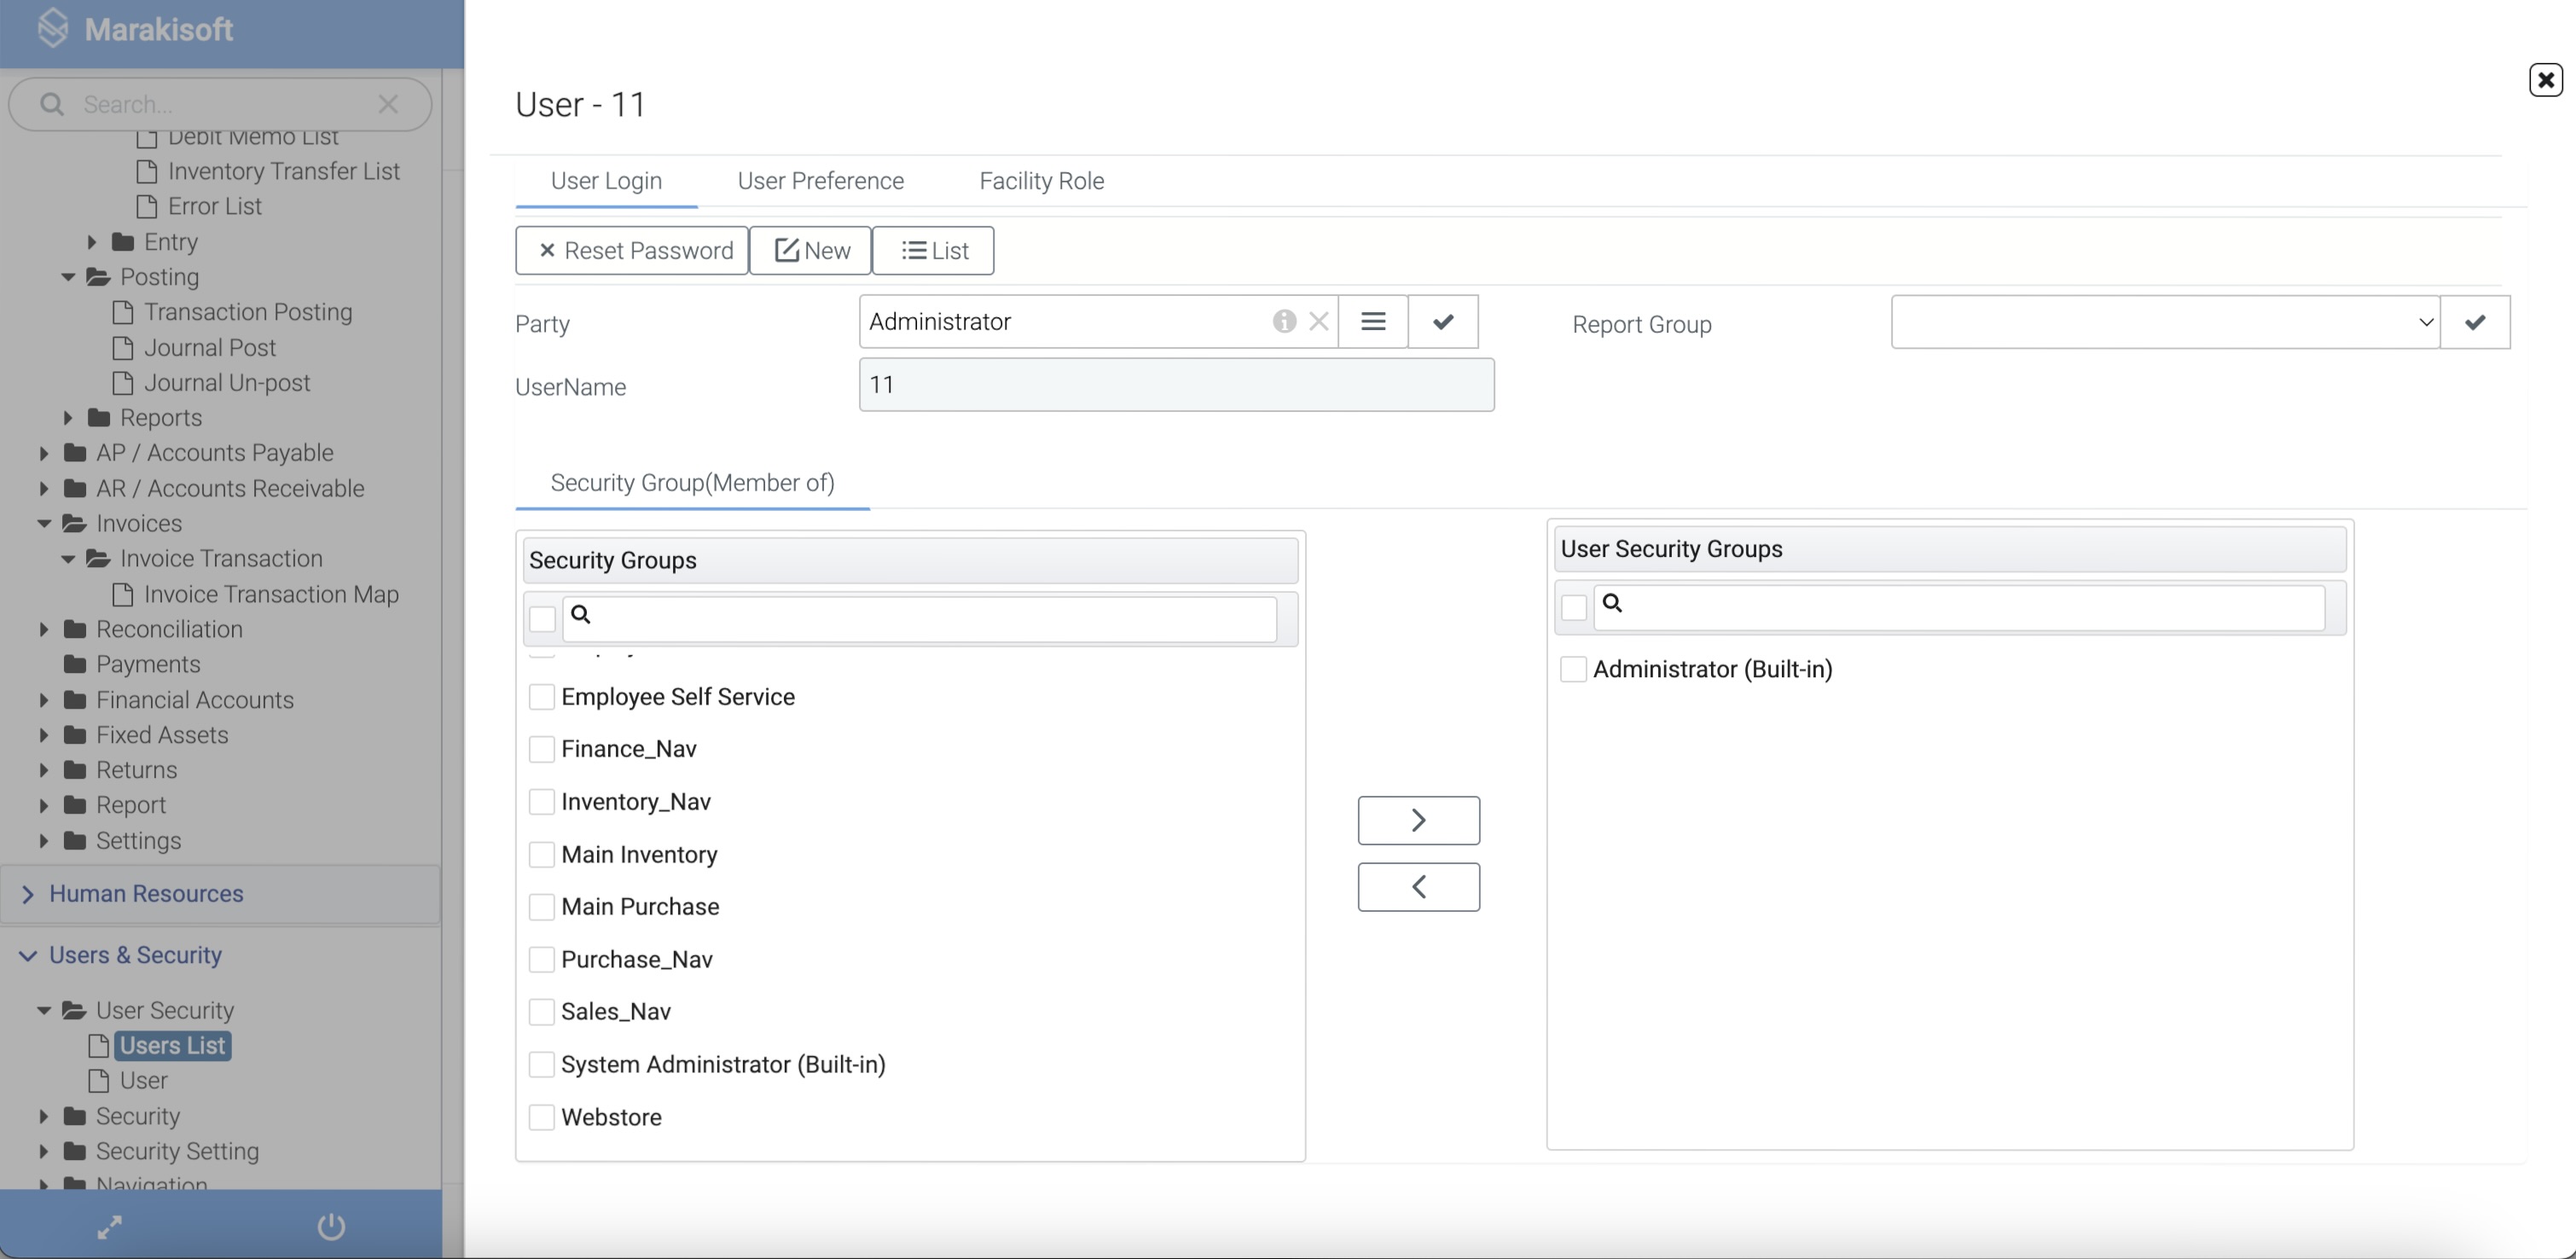 Marakisoft
Search...
Debit Memo List
Inventory Transfer List
Error List
Entry
Posting
Transaction Posting
Journal Post
Journal Un-post
Reports
AP / Accounts Payable
AR / Accounts Receivable
Invoices
Invoice Transaction
Invoice Transaction Map
Reconciliation
Payments
Financial Accounts
Fixed Assets
Returns
Report
Settings
Human Resources
Users & Security
User Security
Users List
User
Security
Security Setting
Navigation
User - 11
User Login User Preference Facility Role
Reset Password New List
Party Administrator Report Group
UserName 11
Security Group(Member of)
Security Groups
Employee Self Service
Finance_Nav
Inventory_Nav
Main Inventory
Main Purchase
Purchase_Nav
Sales_Nav
System Administrator (Built-in)
Webstore
User Security Groups
Administrator (Built-in)